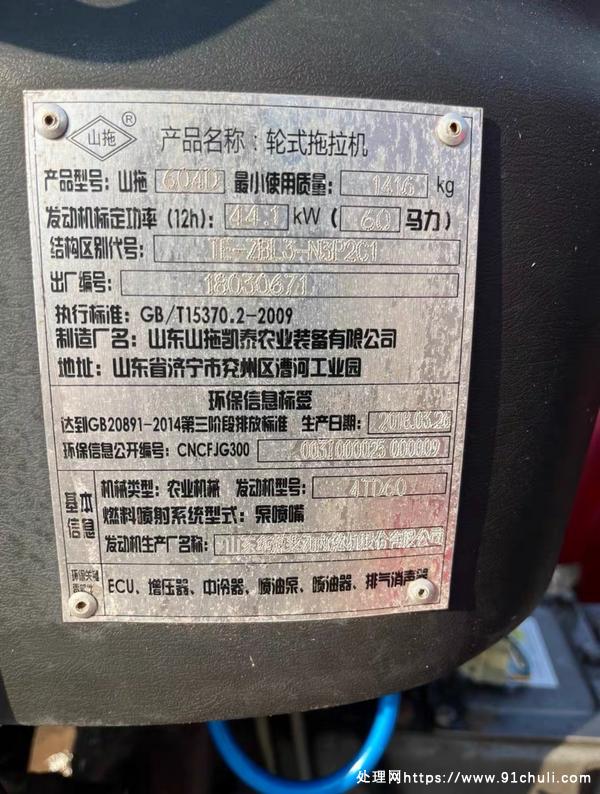 山拖®
产品名称：轮式拖拉机
产品型号：山拖 604D 最小使用质量：1416 kg
发动机标定功率(12h)：44.1 kW (60 马力)
结构区别代号：TE-ZBL3-N3P2C1
出厂编号：18030671
执行标准：GB/T15370.2-2009
制造厂名：山东山拖凯泰农业装备有限公司
地址：山东省济宁市兖州区漕河工业园
环保信息标签
达到GB20891-2014第三阶段排放标准 生产日期：2018.03.26
环保信息公开编号：CNCFJG300 0031000025 000009
基本信息
机械类型：农业机械 发动机型号：4TD60
燃料喷射系统型式：泵喷嘴
发动机生产厂名称：
ECU、增压器、中冷器、喷油泵、喷油器、排气消声器
处理网https://www.91chuli.com/